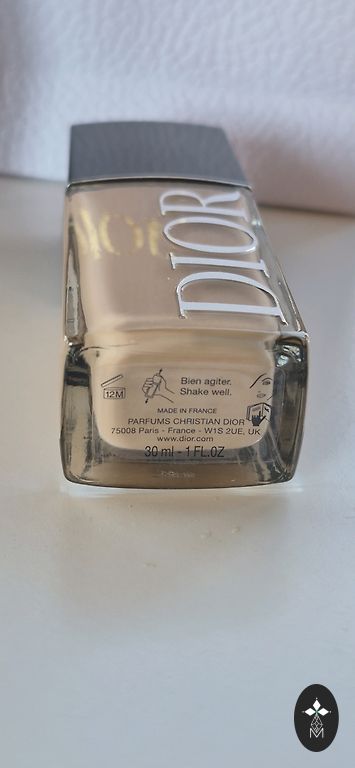 DIOR
12M
Bien agiter.
Shake well.
MADE IN FRANCE
PARFUMS CHRISTIAN DIOR
75008 Paris - France - W1S 2UE, UK
www.dior.com
30 ml - 1 FL.OZ
M